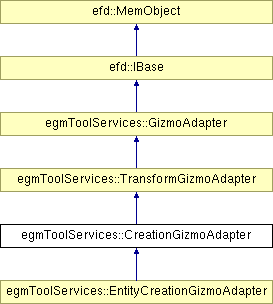 efd::MemObject
efd::IBase
egmToolServices::GizmoAdapter
egmToolServices::TransformGizmoAdapter
egmToolServices::CreationGizmoAdapter
egmToolServices::EntityCreationGizmoAdapter